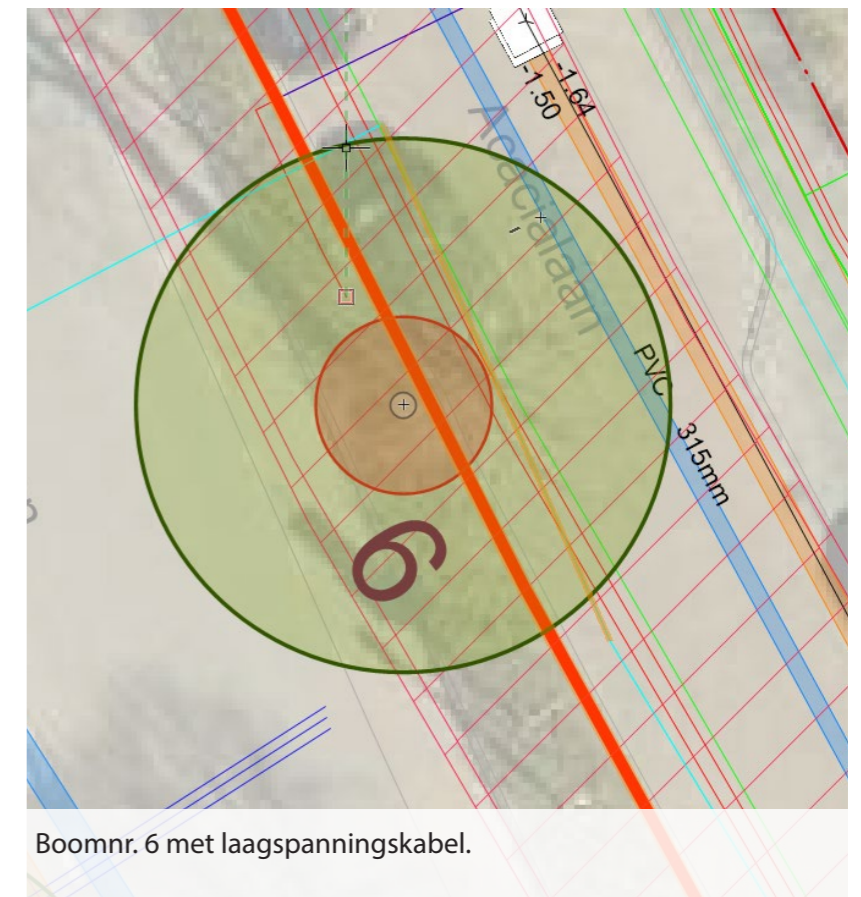 -1.50
-1.64
Acacialaan
PVC
315mm
6
Boomnr. 6 met laagspanningskabel.